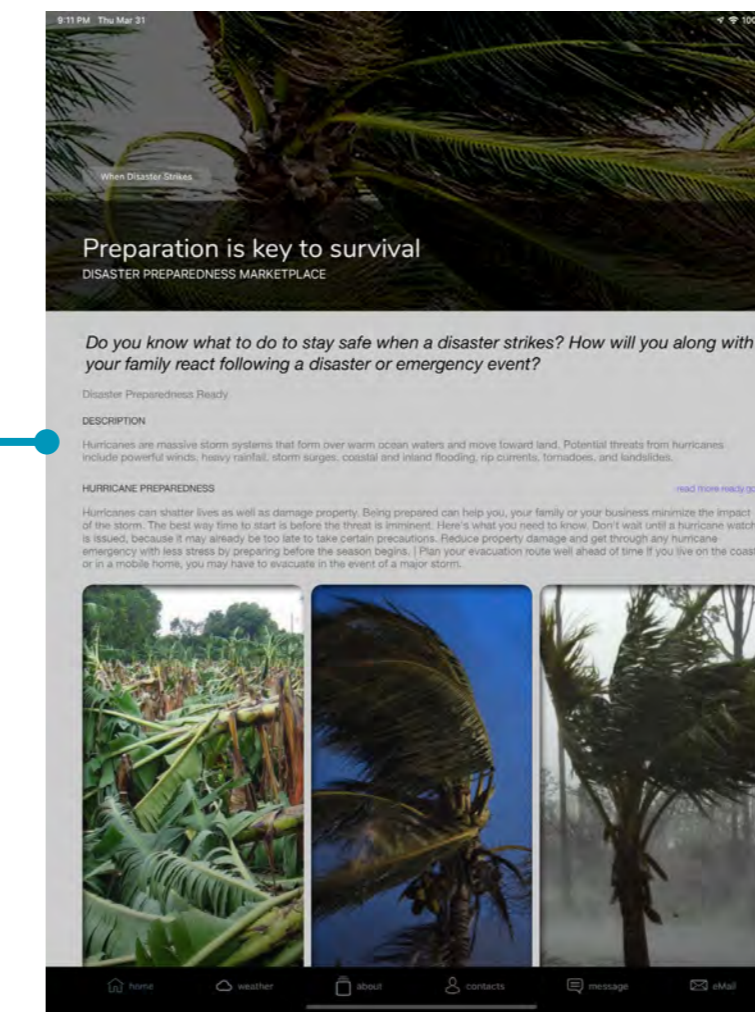 9:11 PM Thu Mar 31
When Disaster Strikes
Preparation is key to survival
DISASTER PREPAREDNESS MARKETPLACE
Do you know what to do to stay safe when a disaster strikes? How will you along with
your family react following a disaster or emergency event?
Disaster Preparedness Ready
DESCRIPTION
Hurricanes are massive storm systems that form over warm ocean waters and move toward land. Potential threats from hurricanes
include powerful winds, heavy rainfall, storm surges, coastal and inland flooding, rip currents, tornadoes, and landslides.
HURRICANE PREPAREDNESS read more ready
Hurricanes can shatter lives as well as damage property. Being prepared can help you, your family or your business minimize the impact
of the storm. The best way time to start is before the threat is imminent. Here's what you need to know. Don't wait until a hurricane watch
is issued, because it may already be too late to take certain precautions. Reduce property damage and get through any hurricane
emergency with less stress by preparing before the season begins. | Plan your evacuation route well ahead of time If you live on the coast
or in a mobile home, you may have to evacuate in the event of a major storm.
home weather about contacts message eMail